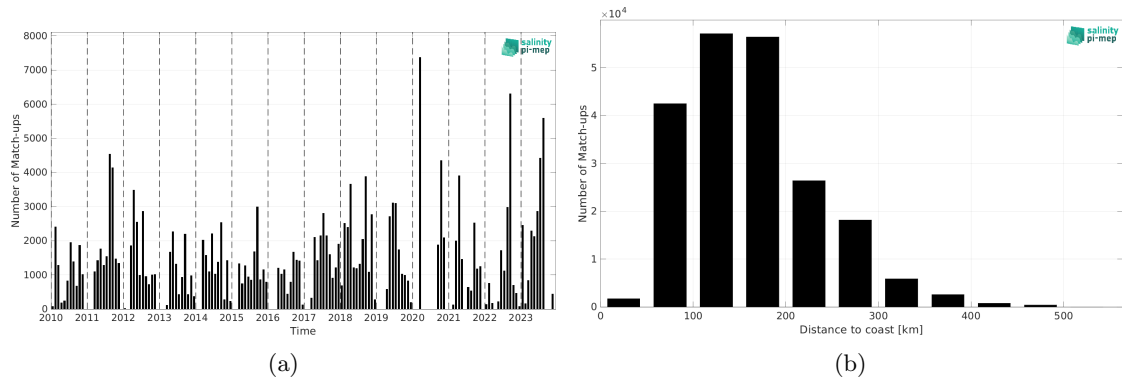 salinity
pi-mep
Number of Match-ups
8000
7000
6000
5000
4000
3000
2000
1000
0
2010 2011 2012 2013 2014 2015 2016 2017 2018 2019 2020 2021 2022 2023
Time
(a)
×10⁴
salinity
pi-mep
Number of Match-ups
5
4
3
2
1
0
0 100 200 300 400 500
Distance to coast [km]
(b)